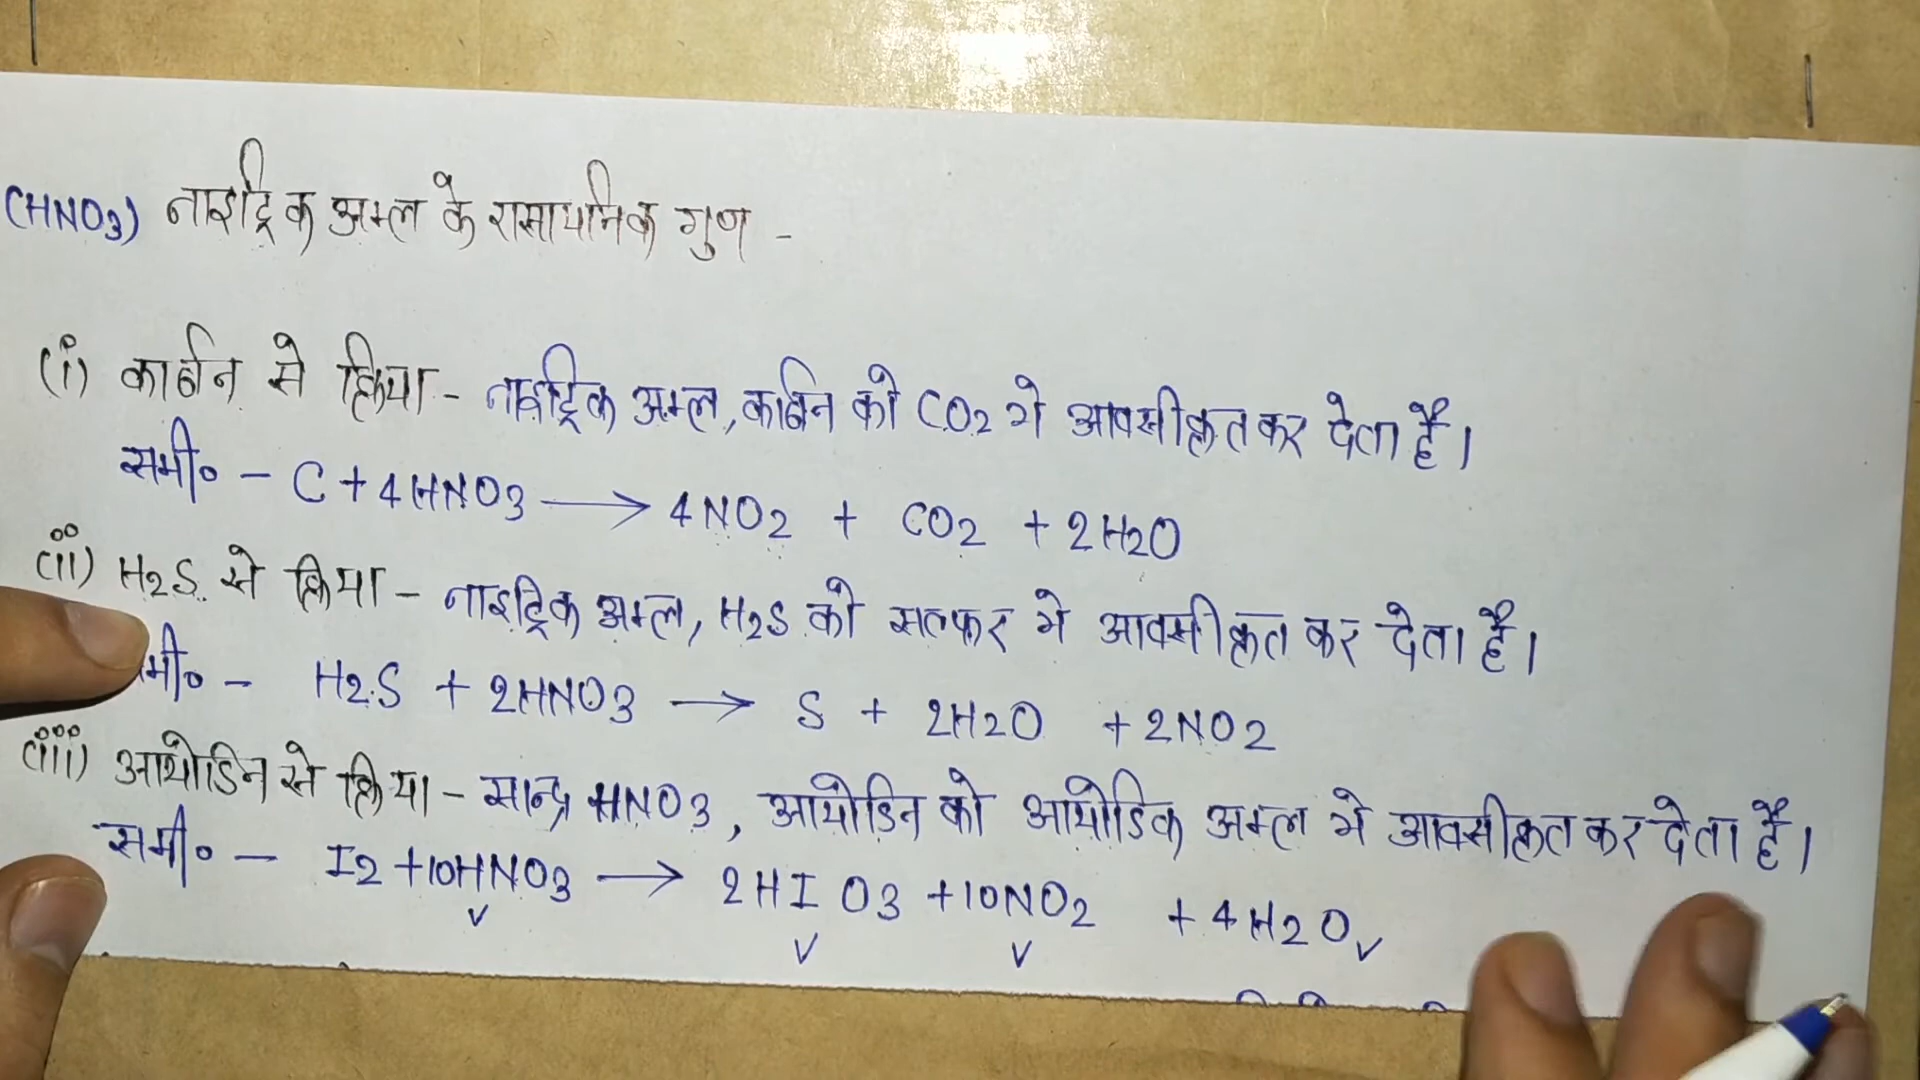 (HNO3) नाइट्रिक अम्ल के रासायनिक गुण -
(i) कार्बन से क्रिया - नाइट्रिक अम्ल, कार्बन को CO2 मे आक्सीकृत कर देता है।
समी० - C + 4HNO3 ⟶ 4NO2 + CO2 + 2H2O
(ii) H2S से क्रिया - नाइट्रिक अम्ल, H2S को सल्फर मे आक्सीकृत कर देता है।
मी० - H2S + 2HNO3 ⟶ S + 2H2O + 2NO2
(iii) आयोडिन से क्रिया - सान्द्र HNO3, आयोडिन को आयोडिक अम्ल मे आक्सीकृत कर देता है।
समी० - I2 + 10HNO3 ⟶ 2HIO3 + 10NO2 + 4H2O